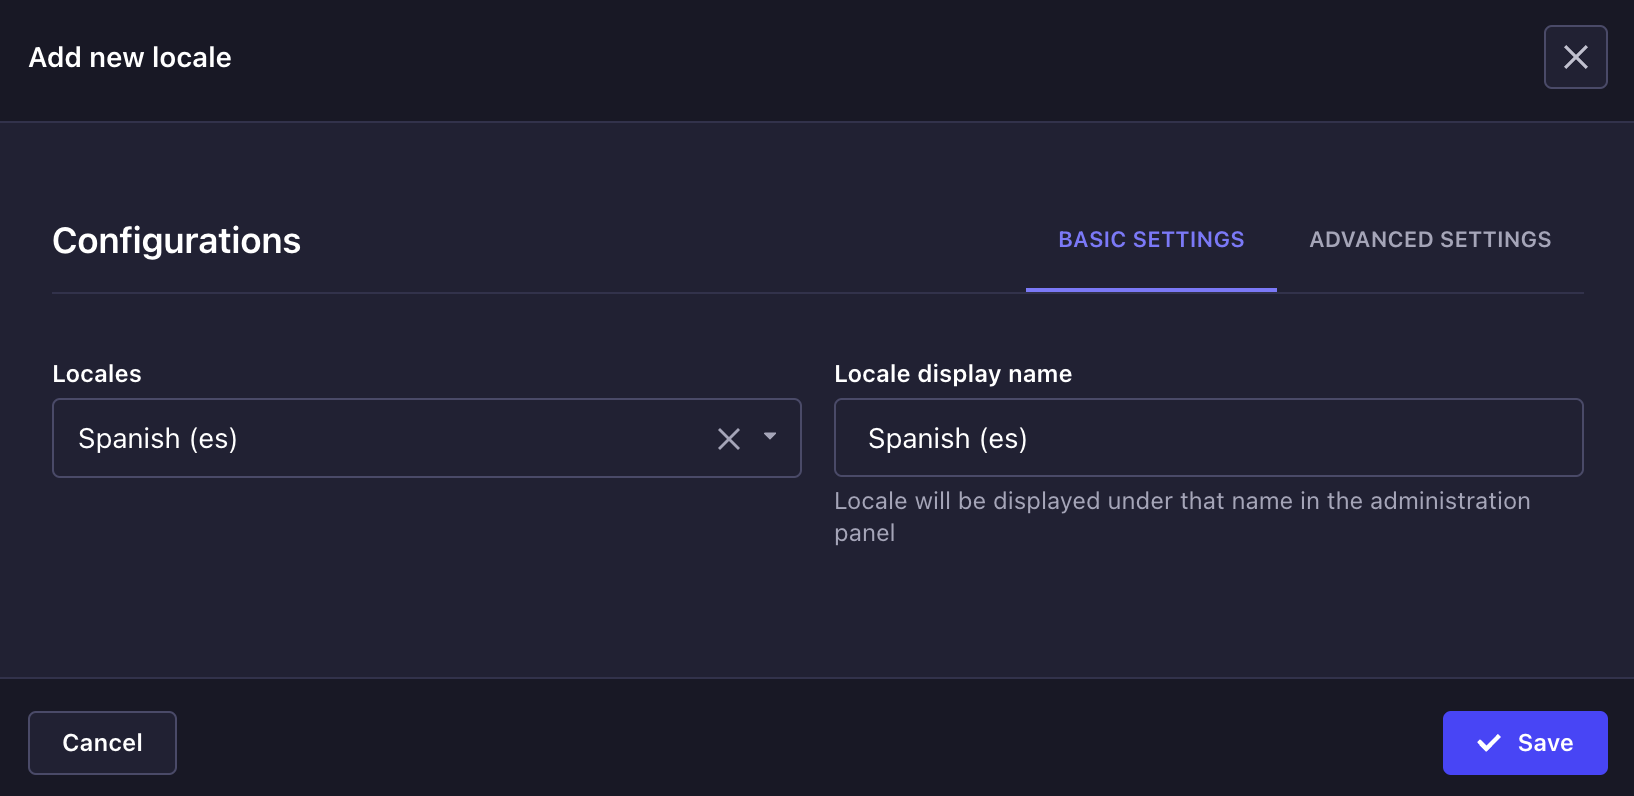 Add new locale
Configurations
BASIC SETTINGS
ADVANCED SETTINGS
Locales
Spanish (es)
Locale display name
Spanish (es)
Locale will be displayed under that name in the administration
panel
Cancel
Save